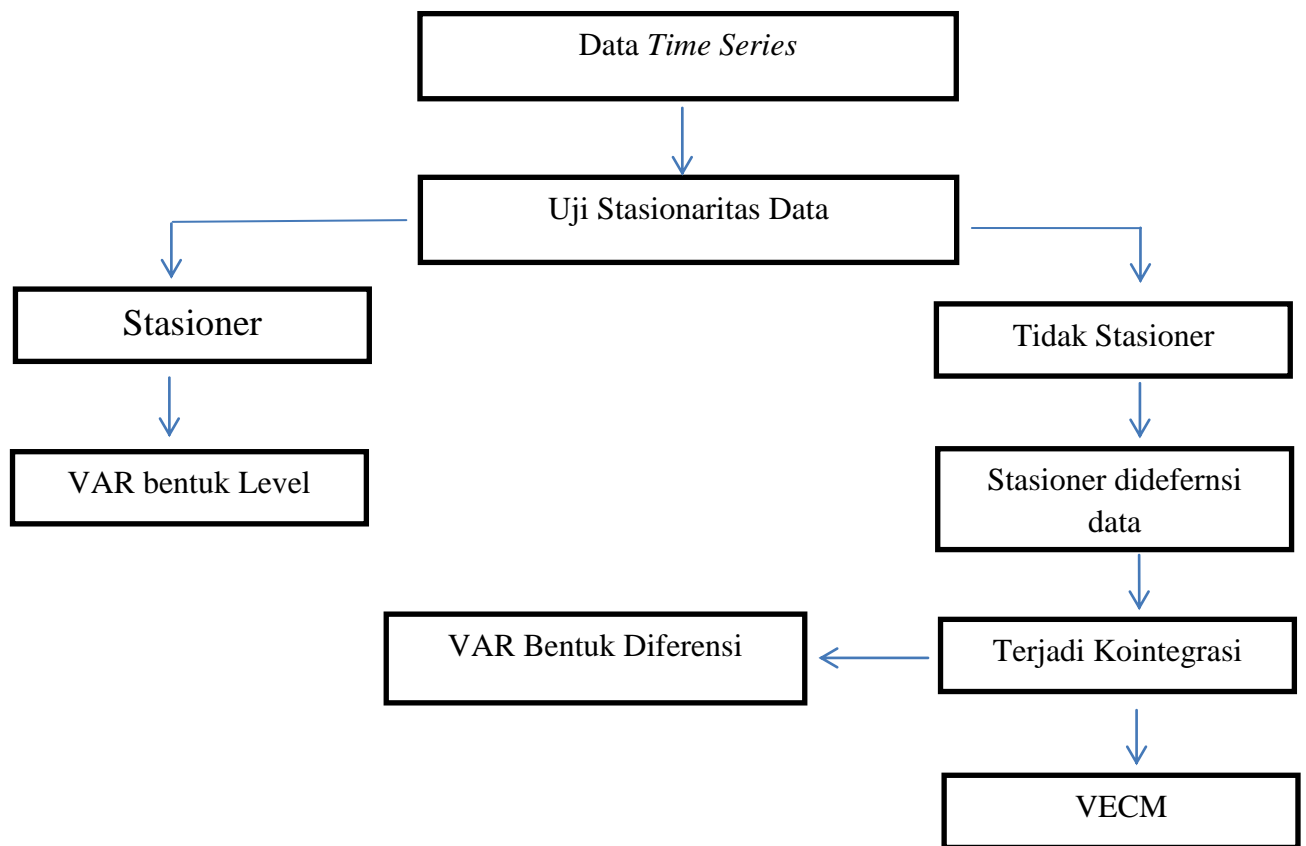 Data Time Series
Uji Stasionaritas Data
Stasioner
Tidak Stasioner
VAR bentuk Level
Stasioner didefernsi
data
VAR Bentuk Diferensi
Terjadi Kointegrasi
VECM